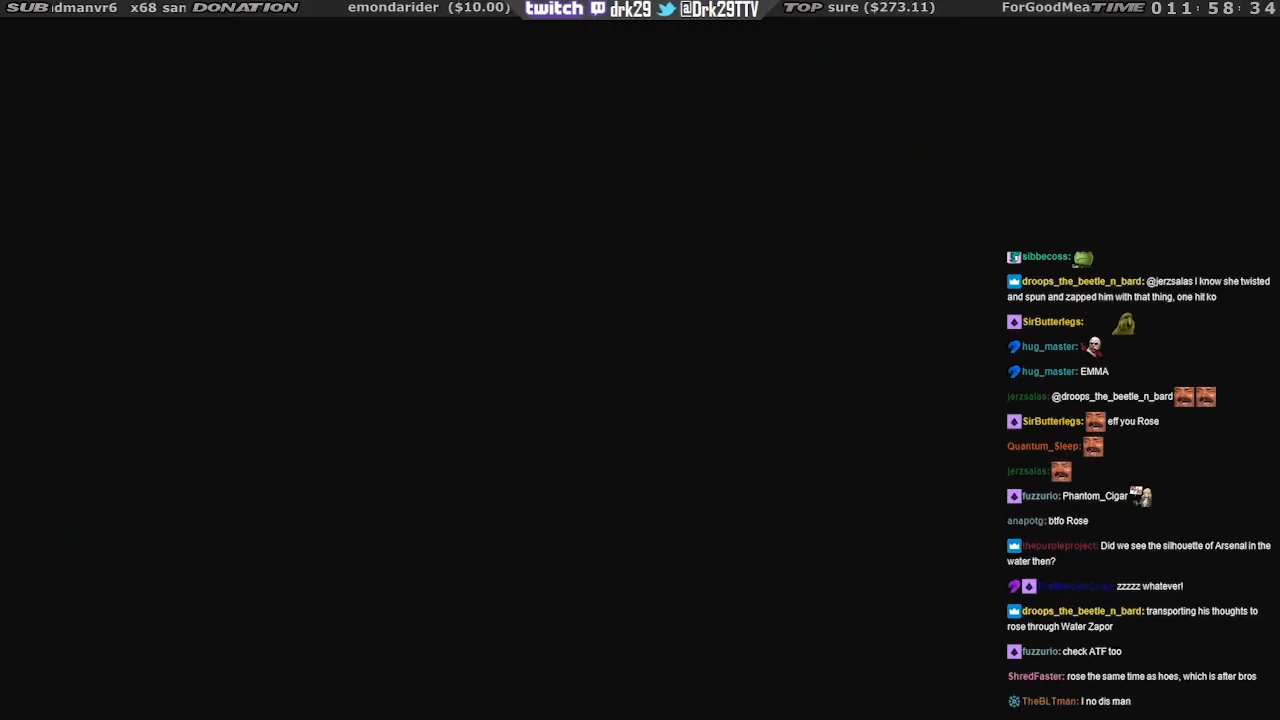 SUB dmanvr6 x68 san DONATION emondarider ($10.00) twitch drk29 @Drk29TTV TOP sure ($273.11) ForGoodMea TIME 011:58:34
sibbecoss:
droops_the_beetle_n_bard: @jerzsalas I know she twisted
and spun and zapped him with that thing, one hit ko
SirButterlegs:
hug_master:
hug_master: EMMA
jerzsalas: @droops_the_beetle_n_bard
SirButterlegs: eff you Rose
Quantum_Sleep:
jerzsalas:
fuzzurio: Phantom_Cigar
anapotg: btfo Rose
thepurpleproject: Did we see the silhouette of Arsenal in the
water then?
zzzzz whatever!
droops_the_beetle_n_bard: transporting his thoughts to
rose through Water Zapor
fuzzurio: check ATF too
ShredFaster: rose the same time as hoes, which is after bros
TheBLTman: I no dis man